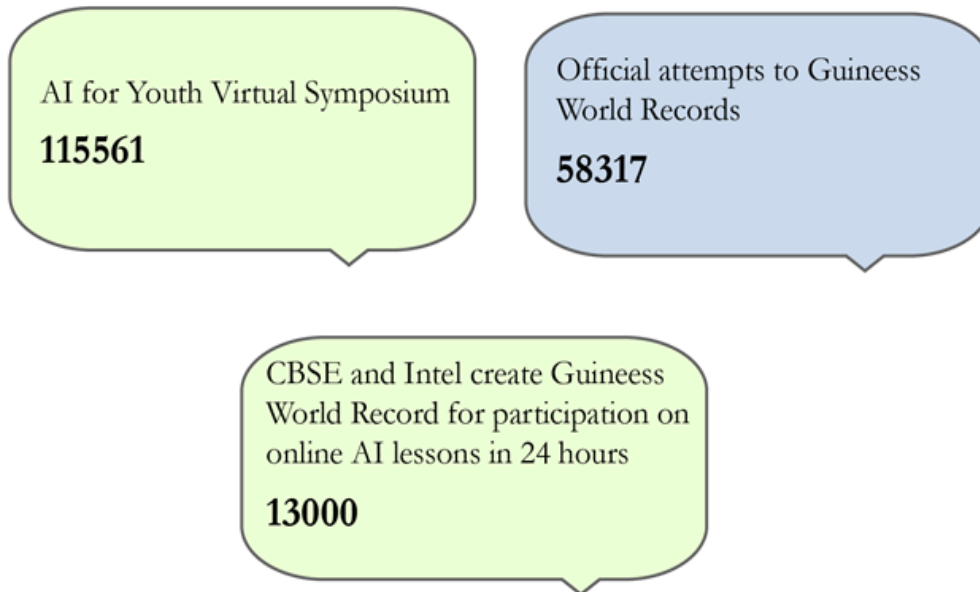 AI for Youth Virtual Symposium
115561
Official attempts to Guineess
World Records
58317
CBSE and Intel create Guineess
World Record for participation on
online AI lessons in 24 hours
13000